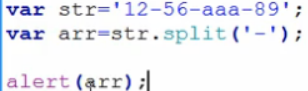 var str='12-56-aaa-89';
var arr=str.split('-');
alert(arr);